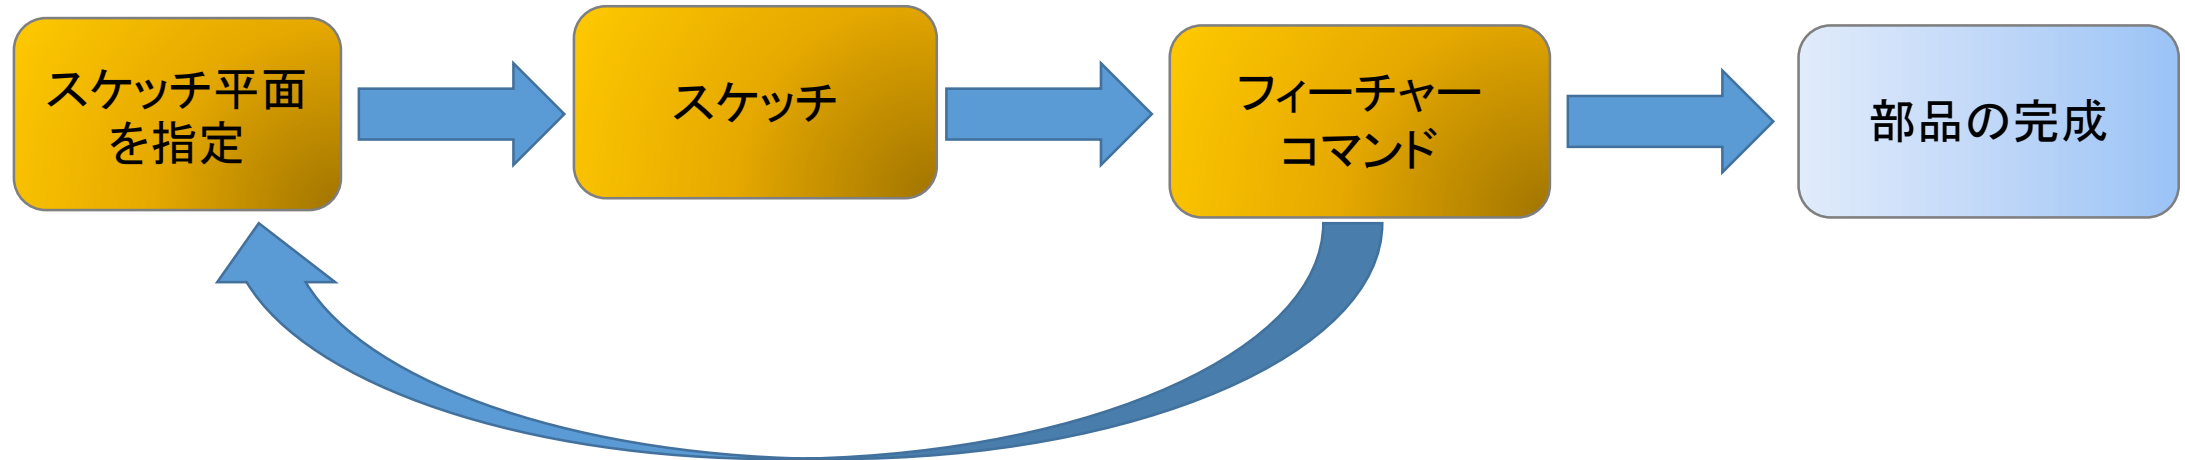 スケッチ平面
を指定
スケッチ
フィーチャー
コマンド
部品の完成